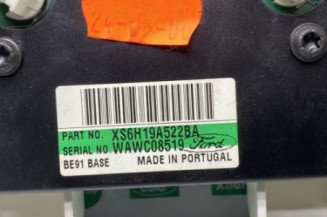 PART NO. XS6H19A522BA
SERIAL NO. WAWC08519 Ford
BE91 BASE MADE IN PORTUGAL